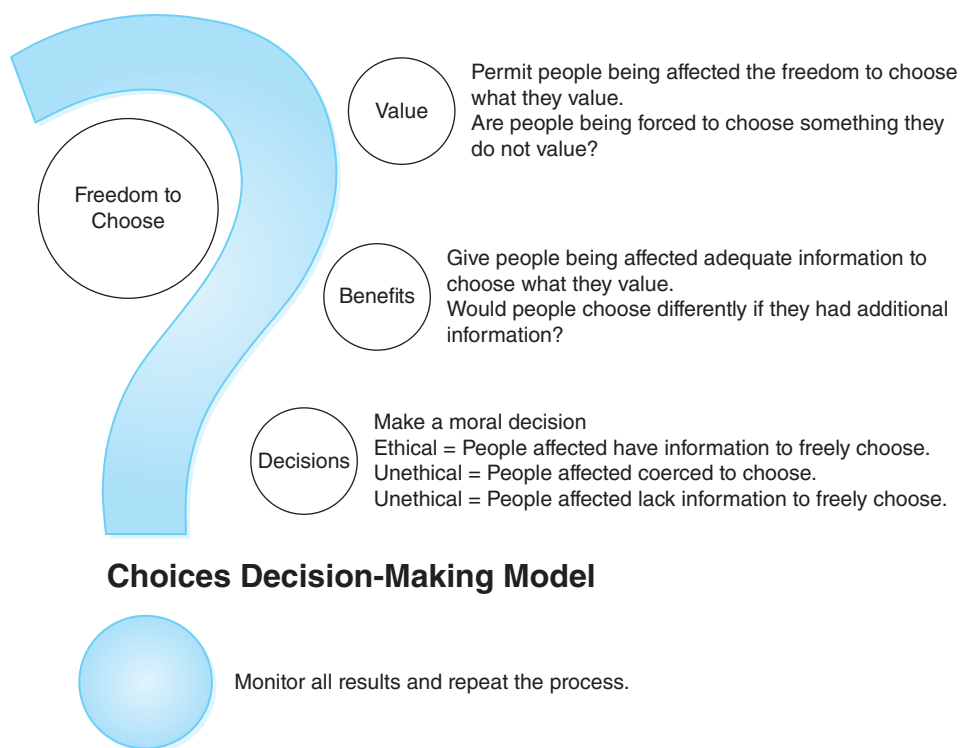 Value
Permit people being affected the freedom to choose
what they value.
Are people being forced to choose something they
do not value?
Freedom to
Choose
Benefits
Give people being affected adequate information to
choose what they value.
Would people choose differently if they had additional
information?
Decisions
Make a moral decision
Ethical = People affected have information to freely choose.
Unethical = People affected coerced to choose.
Unethical = People affected lack information to freely choose.
Choices Decision-Making Model
Monitor all results and repeat the process.